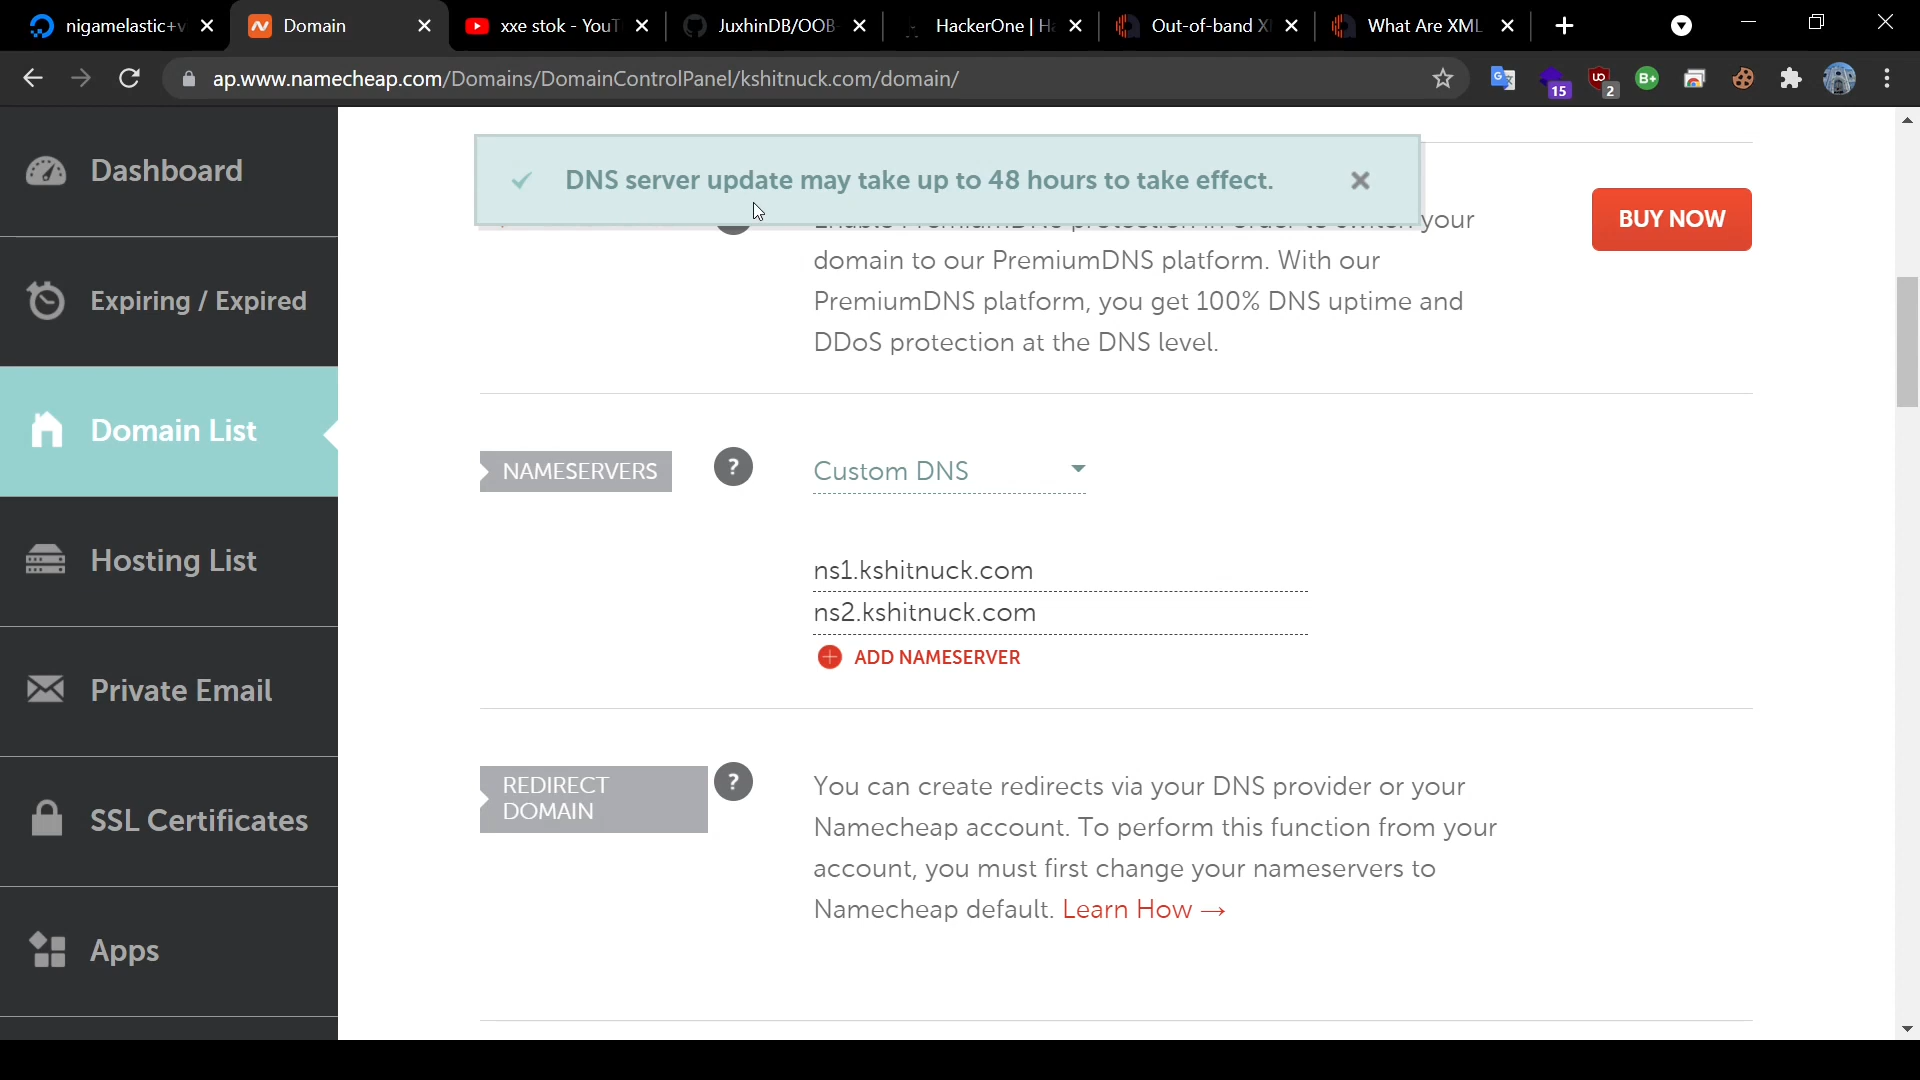 nigamelastic+v
Domain
xxe stok - YouT
JuxhinDB/OOB-
HackerOne | Ha
Out-of-band X
What Are XML
ap.www.namecheap.com/Domains/DomainControlPanel/kshitnuck.com/domain/
15
2
B+
Dashboard
Expiring / Expired
Domain List
Hosting List
Private Email
SSL Certificates
Apps
DNS server update may take up to 48 hours to take effect.
your
domain to our PremiumDNS platform. With our
PremiumDNS platform, you get 100% DNS uptime and
DDoS protection at the DNS level.
BUY NOW
NAMESERVERS
?
Custom DNS
ns1.kshitnuck.com
ns2.kshitnuck.com
ADD NAMESERVER
REDIRECT
DOMAIN
?
You can create redirects via your DNS provider or your
Namecheap account. To perform this function from your
account, you must first change your nameservers to
Namecheap default. Learn How →